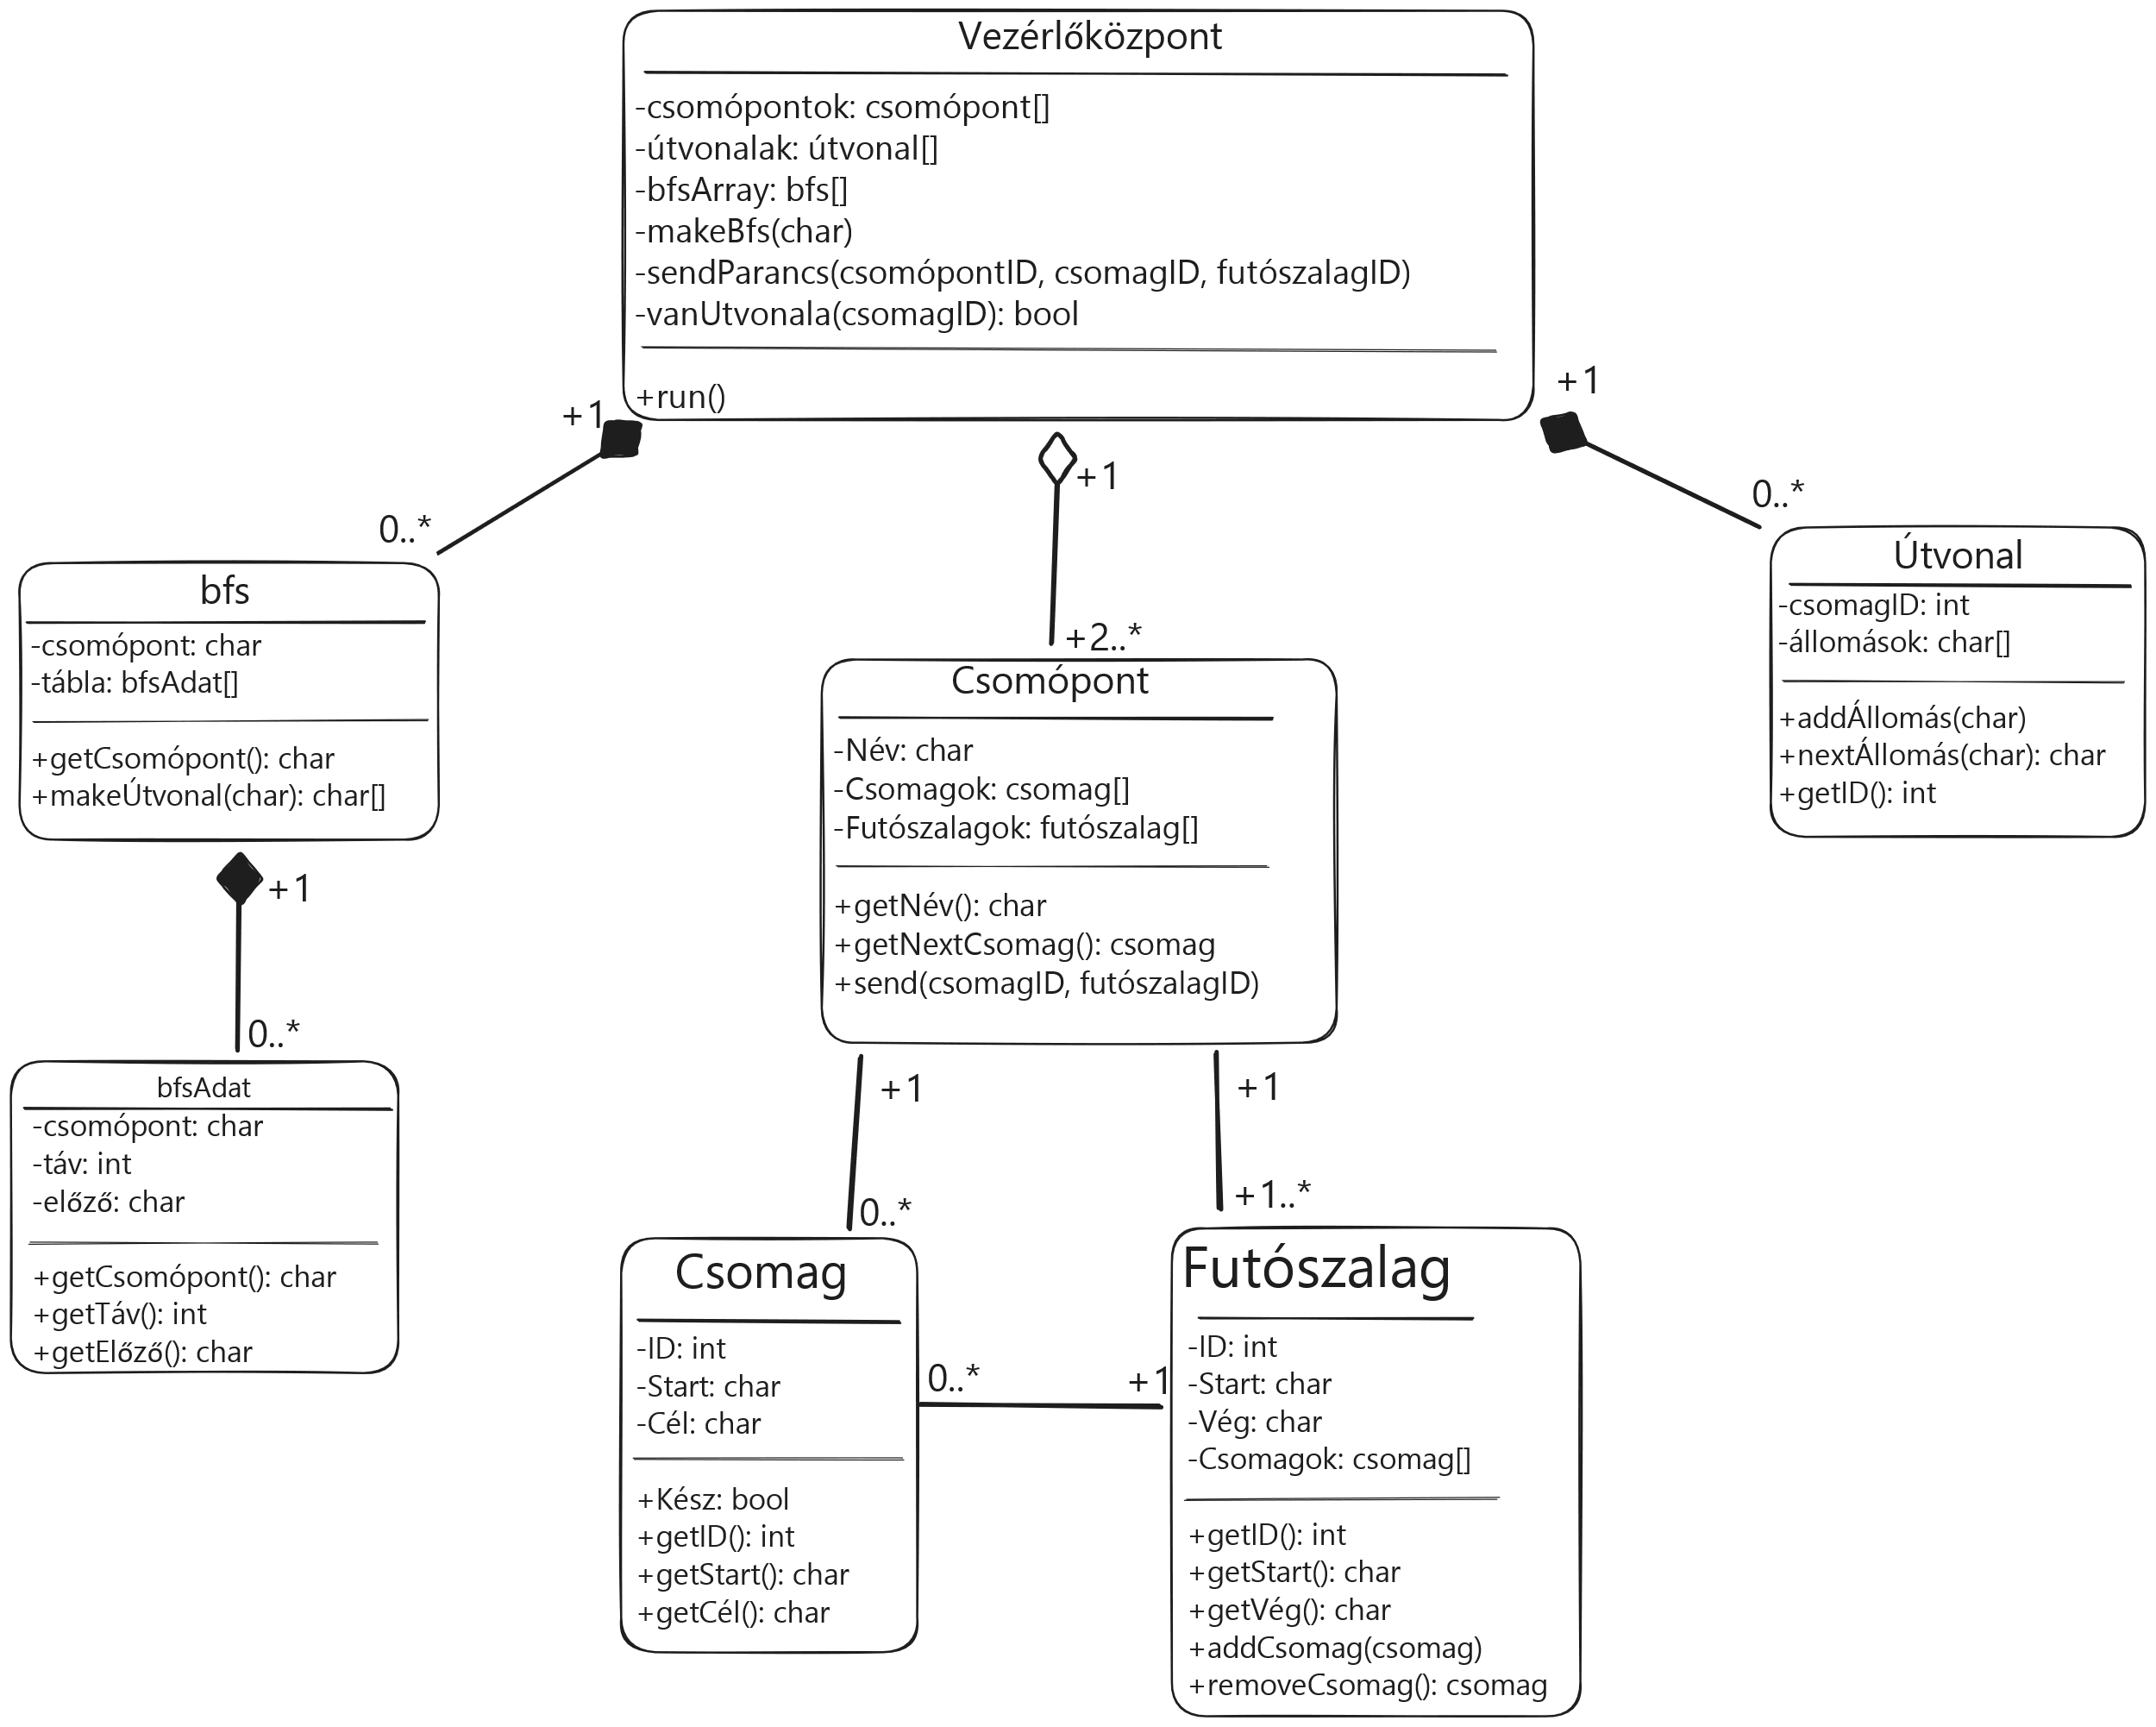 Vezérlőközpont
-csomópontok: csomópont[]
-útvonalak: útvonal[]
-bfsArray: bfs[]
-makeBfs(char)
-sendParancs(csomópontID, csomagID, futószalagID)
-vanUtvonala(csomagID): bool
+run()
+1
+1
+1
0..*
0..*
+2..*
bfs
-csomópont: char
-tábla: bfsAdat[]
+getCsomópont(): char
+makeÚtvonal(char): char[]
+1
0..*
bfsAdat
-csomópont: char
-táv: int
-előző: char
+getCsomópont(): char
+getTáv(): int
+getElőző(): char
Csomópont
-Név: char
-Csomagok: csomag[]
-Futószalagok: futószalag[]
+getNév(): char
+getNextCsomag(): csomag
+send(csomagID, futószalagID)
Útvonal
-csomagID: int
-állomások: char[]
+addÁllomás(char)
+nextÁllomás(char): char
+getID(): int
+1
+1
0..*
+1..*
Csomag
-ID: int
-Start: char
-Cél: char
+Kész: bool
+getID(): int
+getStart(): char
+getCél(): char
0..*
+1
Futószalag
-ID: int
-Start: char
-Vég: char
-Csomagok: csomag[]
+getID(): int
+getStart(): char
+getVég(): char
+addCsomag(csomag)
+removeCsomag(): csomag